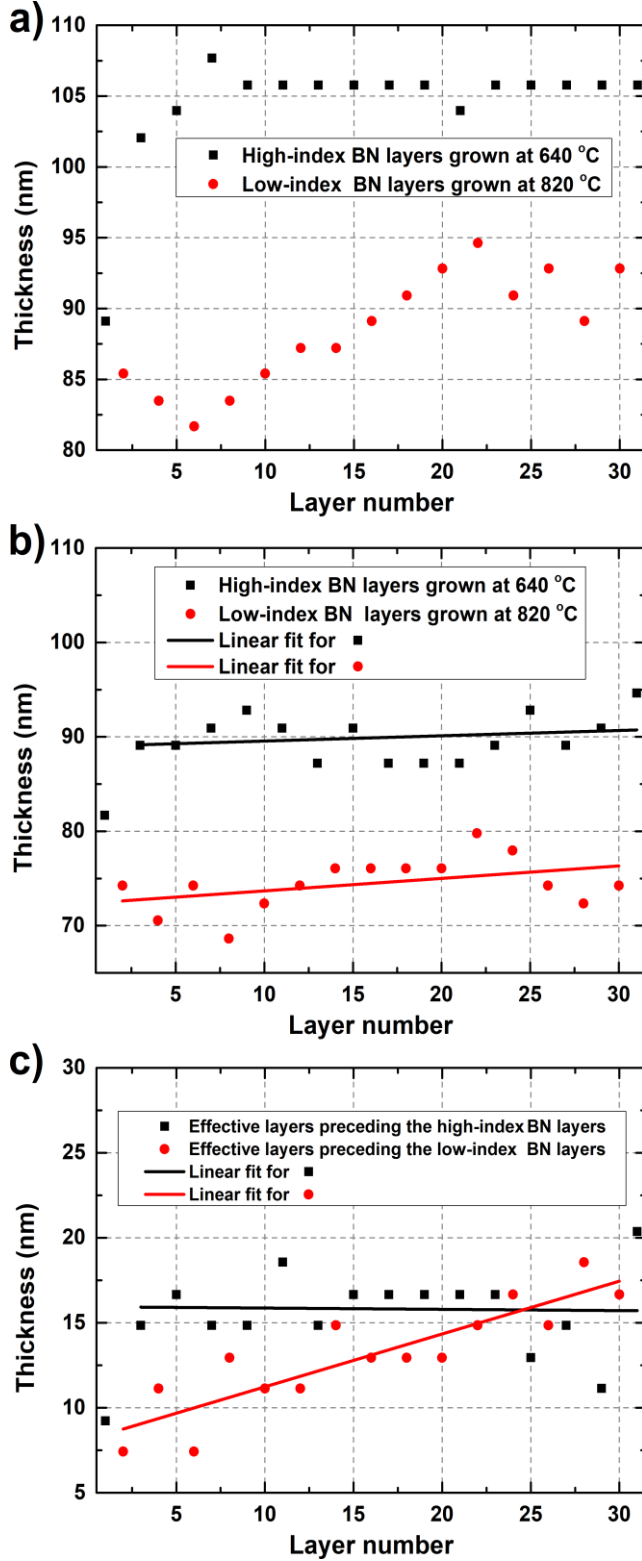 a)
110
105
100
95
90
85
80
Thickness (nm)
High-index BN layers grown at 640 °C
Low-index BN layers grown at 820 °C
5 10 15 20 25 30
Layer number
b)
110
100
90
80
70
Thickness (nm)
High-index BN layers grown at 640 °C
Low-index BN layers grown at 820 °C
Linear fit for
Linear fit for
5 10 15 20 25 30
Layer number
c)
30
25
20
15
10
5
Thickness (nm)
Effective layers preceding the high-index BN layers
Effective layers preceding the low-index BN layers
Linear fit for
Linear fit for
5 10 15 20 25 30
Layer number